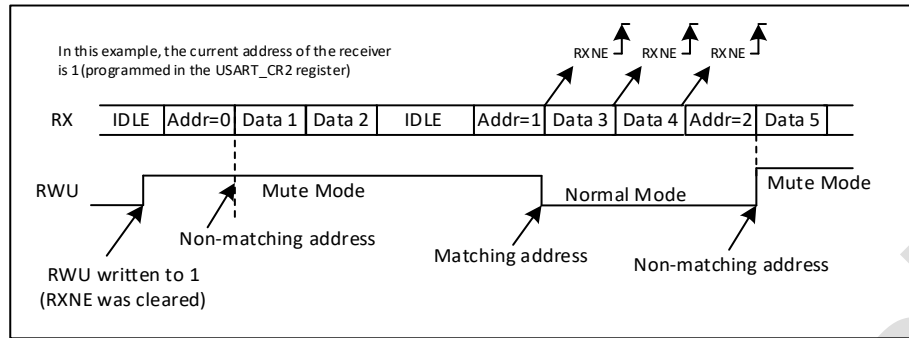 In this example, the current address of the receiver
is 1(programmed in the USART_CR2 register)
RXNE RXNE RXNE
RX IDLE Addr=0 Data 1 Data 2 IDLE Addr=1 Data 3 Data 4 Addr=2 Data 5
RWU Mute Mode Normal Mode Mute Mode
Non-matching address Matching address Non-matching address
RWU written to 1
(RXNE was cleared)